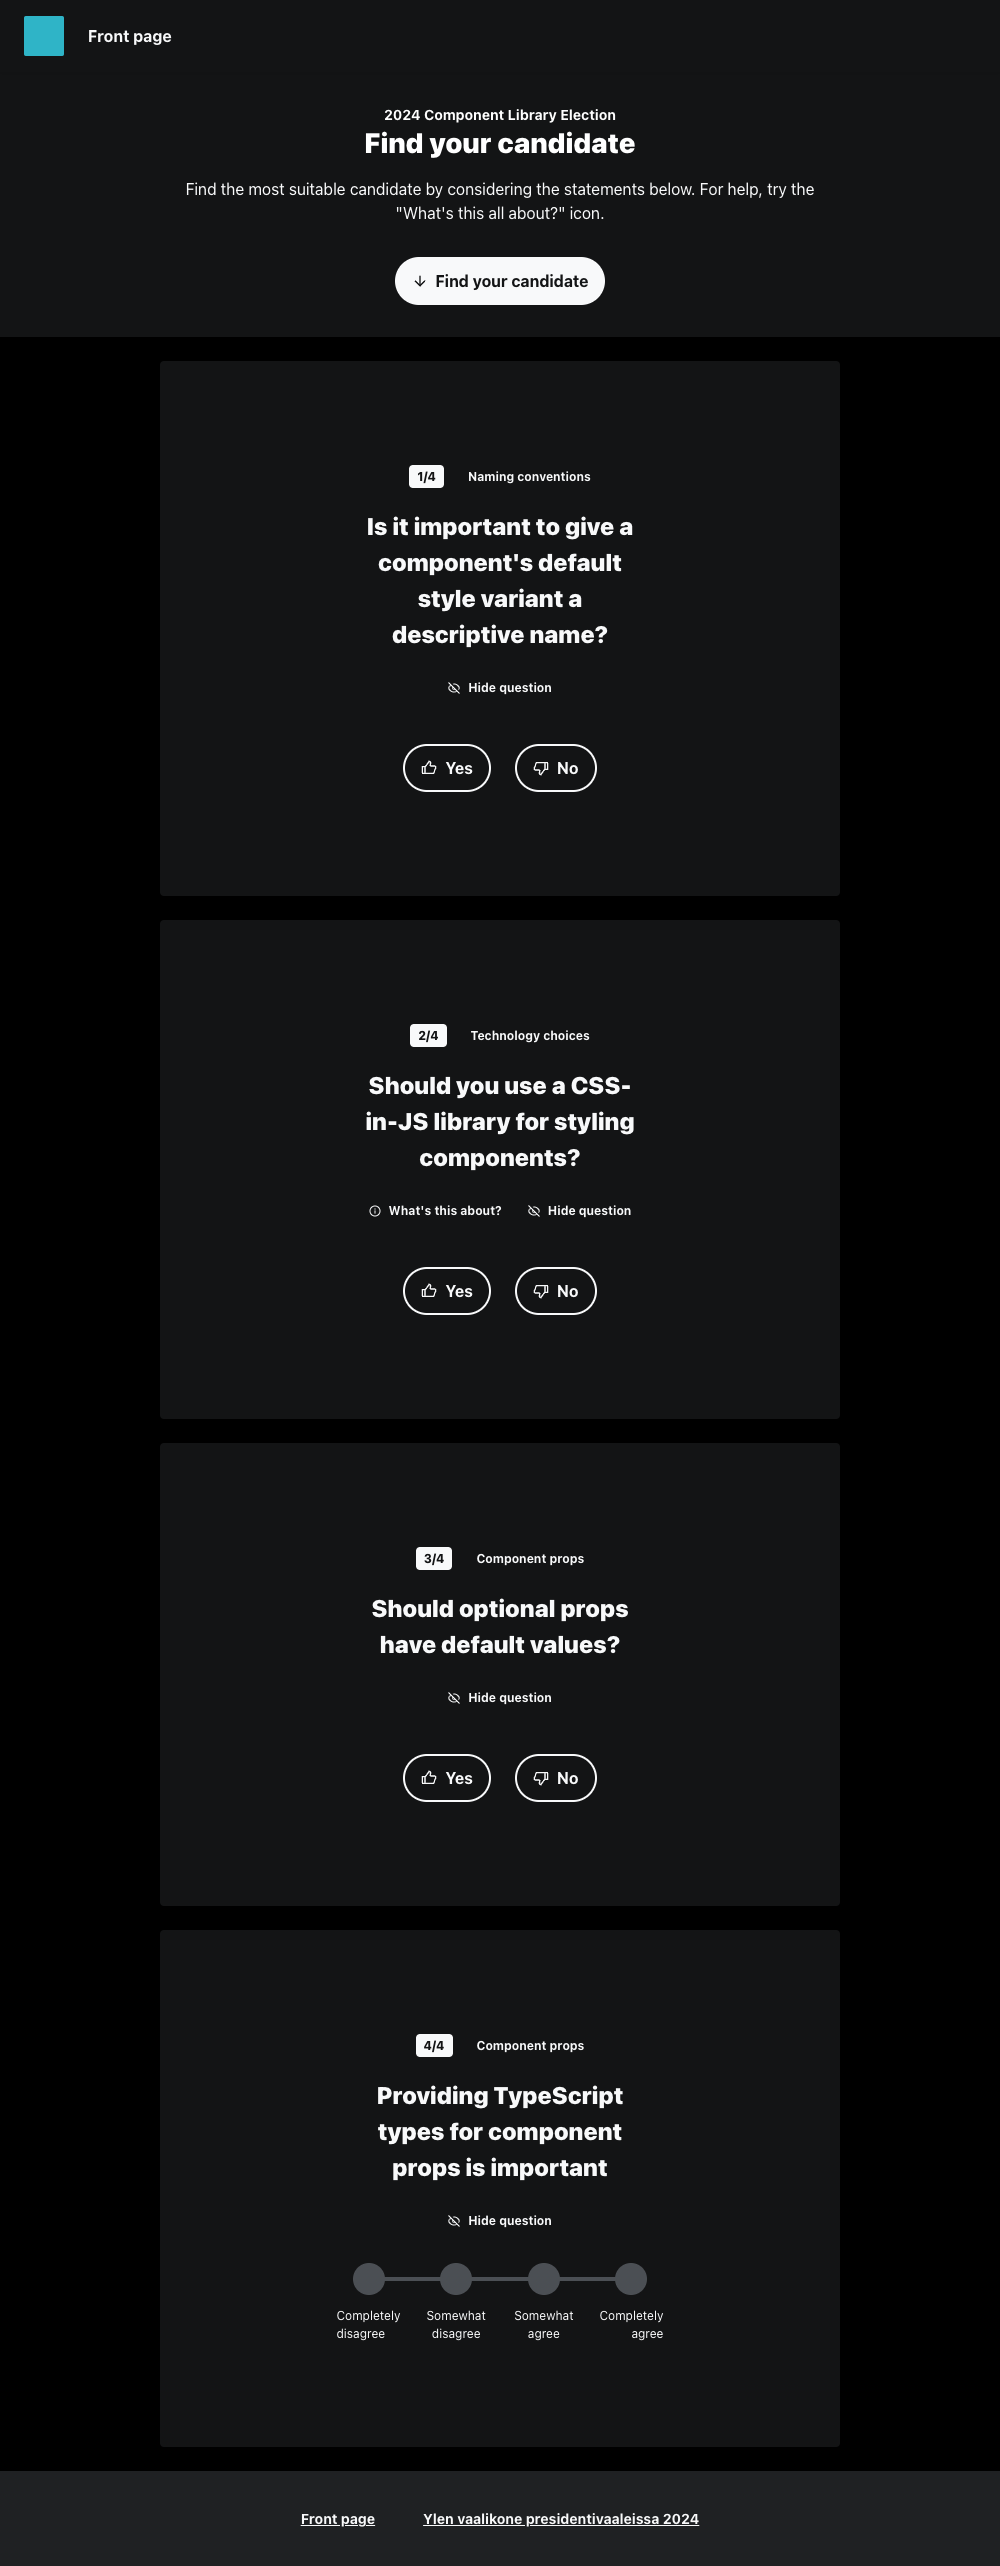 Front page
2024 Component Library Election
Find your candidate
Find the most suitable candidate by considering the statements below. For help, try the
"What's this all about?" icon.
Find your candidate
1/4 Naming conventions
Is it important to give a
component's default
style variant a
descriptive name?
Hide question
Yes No
2/4 Technology choices
Should you use a CSS-
in-JS library for styling
components?
What's this about? Hide question
Yes No
3/4 Component props
Should optional props
have default values?
Hide question
Yes No
4/4 Component props
Providing TypeScript
types for component
props is important
Hide question
Completely disagree
Somewhat disagree
Somewhat agree
Completely agree
Front page Ylen vaalikone presidentivaaleissa 2024